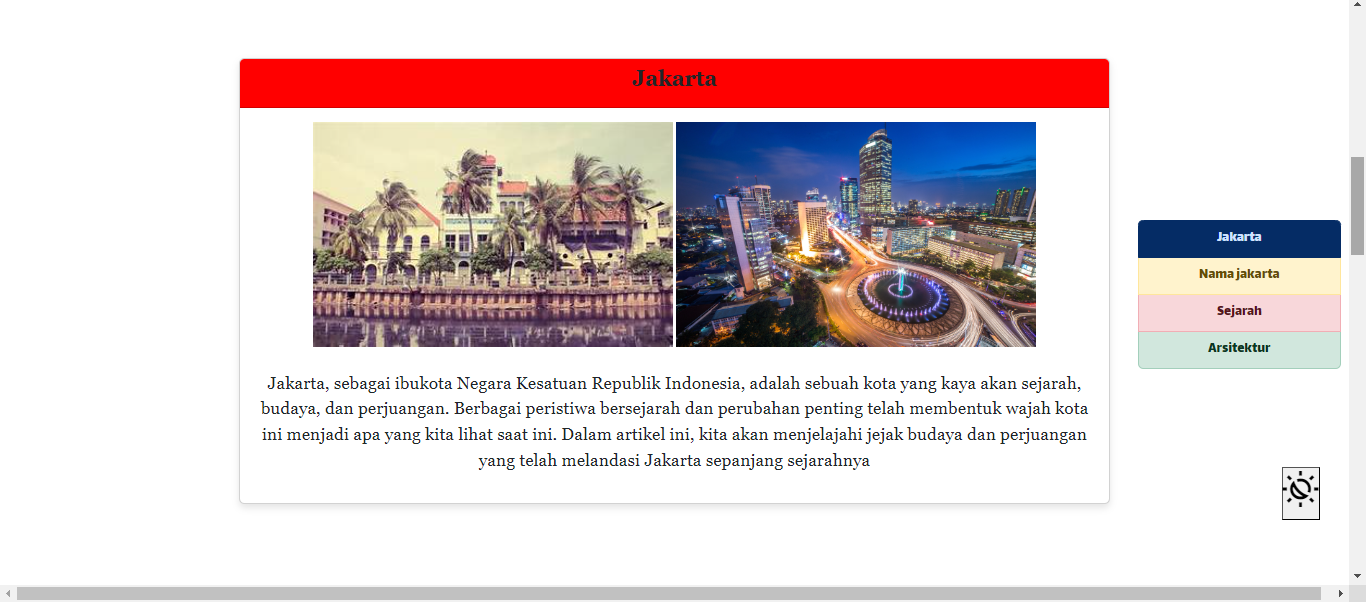 Jakarta
Jakarta, sebagai ibukota Negara Kesatuan Republik Indonesia, adalah sebuah kota yang kaya akan sejarah,
budaya, dan perjuangan. Berbagai peristiwa bersejarah dan perubahan penting telah membentuk wajah kota
ini menjadi apa yang kita lihat saat ini. Dalam artikel ini, kita akan menjelajahi jejak budaya dan perjuangan
yang telah melandasi Jakarta sepanjang sejarahnya
Jakarta
Nama jakarta
Sejarah
Arsitektur